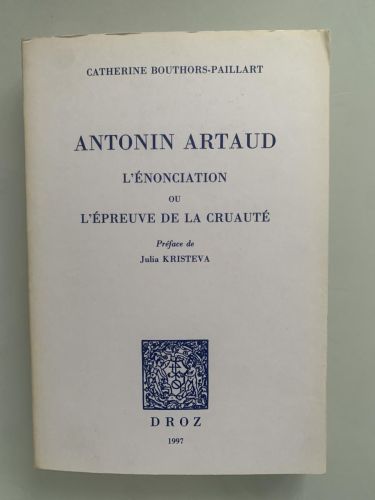 CATHERINE BOUTHORS-PAILLART
ANTONIN ARTAUD
L'ÉNONCIATION
OU
L'ÉPREUVE DE LA CRUAUTÉ
Préface de
Julia KRISTEVA
DROZ
1997